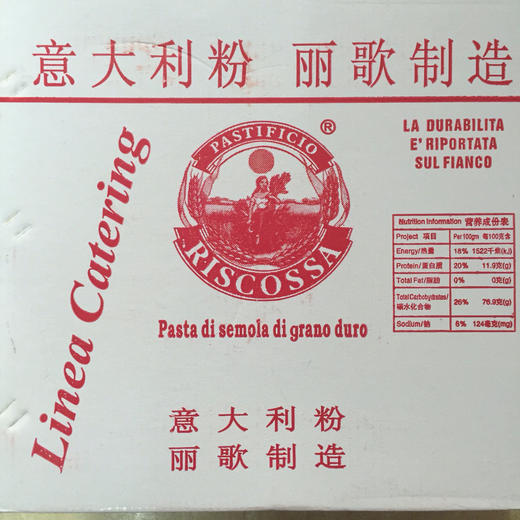 意大利粉 丽歌制造
PASTIFICIO
®
RISCOSSA
Pasta di semola di grano duro
Linea Catering
LA DURABILITA
E' RIPORTATA
SUL FIANCO
Nutrition Information 营养成份表
Project 项目 Per 100gm 每100克含
Energy/热量 18% 1522千焦(kJ)
Protein/蛋白质 20% 11.9克(g)
Total Fat/脂肪 0% 0克(g)
Total Carbohydrates/
碳水化合物 26% 76.9克(g)
Sodium/钠 6% 124毫克(mg)
意大利粉
丽歌制造